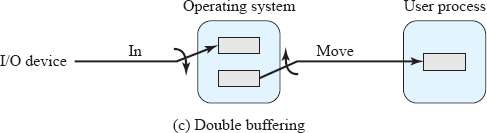 Operating system
User process
I/O device
In
Move
(c) Double buffering